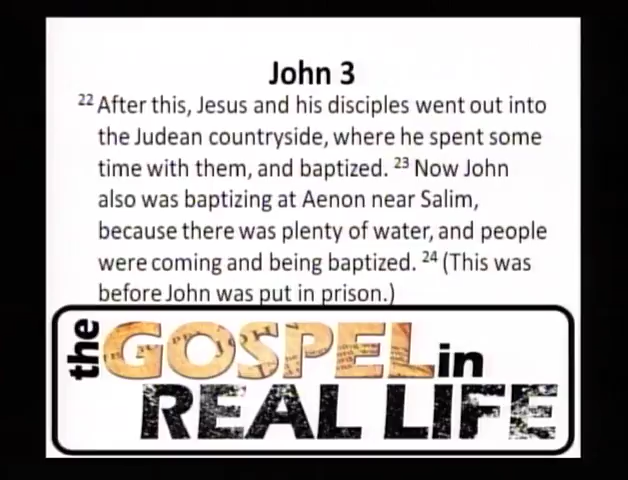 John 3
22 After this, Jesus and his disciples went out into
the Judean countryside, where he spent some
time with them, and baptized. 23 Now John
also was baptizing at Aenon near Salim,
because there was plenty of water, and people
were coming and being baptized. 24 (This was
before John was put in prison.)
the GOSPEL in
REAL LIFE